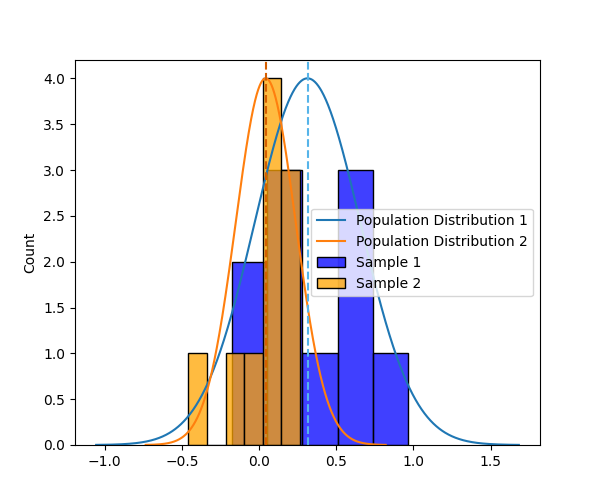 4.0
3.5
3.0
2.5
2.0
1.5
1.0
0.5
0.0
Count
Population Distribution 1
Population Distribution 2
Sample 1
Sample 2
−1.0 −0.5 0.0 0.5 1.0 1.5